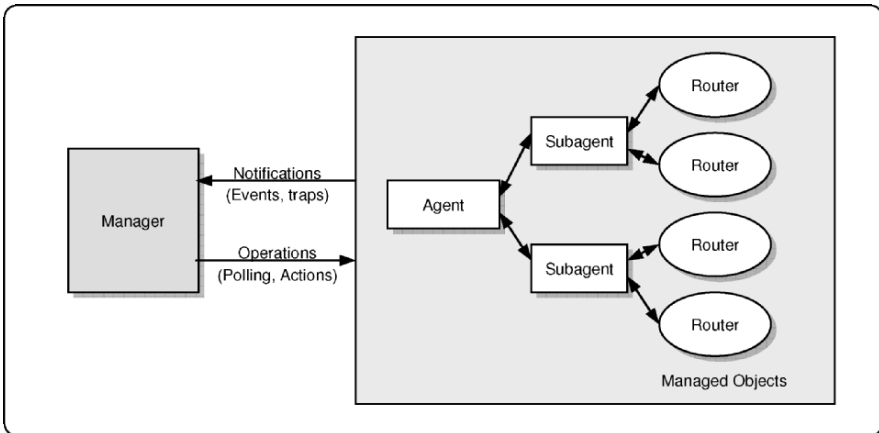 Router
Subagent
Router
Notifications
(Events, traps)
Agent
Manager
Router
Operations
(Polling, Actions)
Subagent
Router
Managed Objects